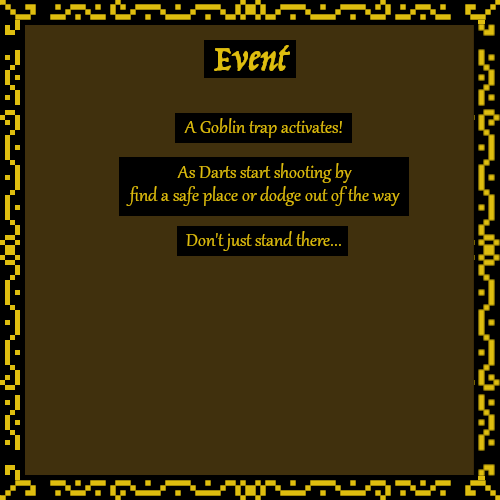 Event
A Goblin trap activates!
As Darts start shooting by
find a safe place or dodge out of the way
Don't just stand there...